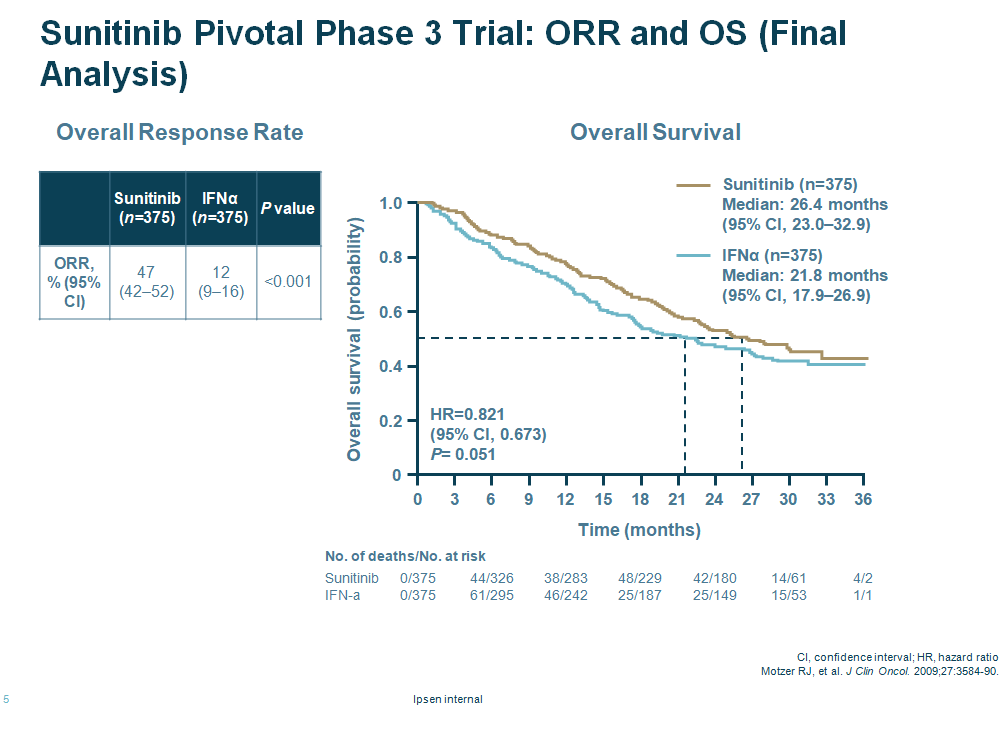 Sunitinib Pivotal Phase 3 Trial: ORR and OS (Final
Analysis)
Overall Response Rate
Sunitinib
(n=375)
IFNα
(n=375)
P value
ORR,
% (95%
CI)
47
(42–52)
12
(9–16)
<0.001
Overall Survival
Sunitinib (n=375)
Median: 26.4 months
(95% CI, 23.0–32.9)
IFNα (n=375)
Median: 21.8 months
(95% CI, 17.9–26.9)
Overall survival (probability)
1.0
0.8
0.6
0.4
0.2
0
HR=0.821
(95% CI, 0.673)
P= 0.051
0 3 6 9 12 15 18 21 24 27 30 33 36
Time (months)
No. of deaths/No. at risk
Sunitinib 0/375 44/326 38/283 48/229 42/180 14/61 4/2
IFN-a 0/375 61/295 46/242 25/187 25/149 15/53 1/1
CI, confidence interval; HR, hazard ratio
Motzer RJ, et al. J Clin Oncol. 2009;27:3584-90.
5
Ipsen internal